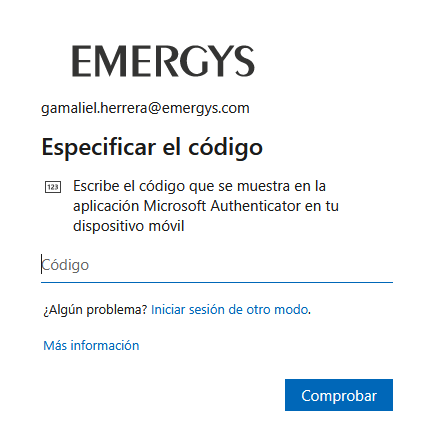 EMERGYS
gamaliel.herrera@emergys.com
Especificar el código
123
Escribe el código que se muestra en la
aplicación Microsoft Authenticator en tu
dispositivo móvil
Código
¿Algún problema? Iniciar sesión de otro modo.
Más información
Comprobar